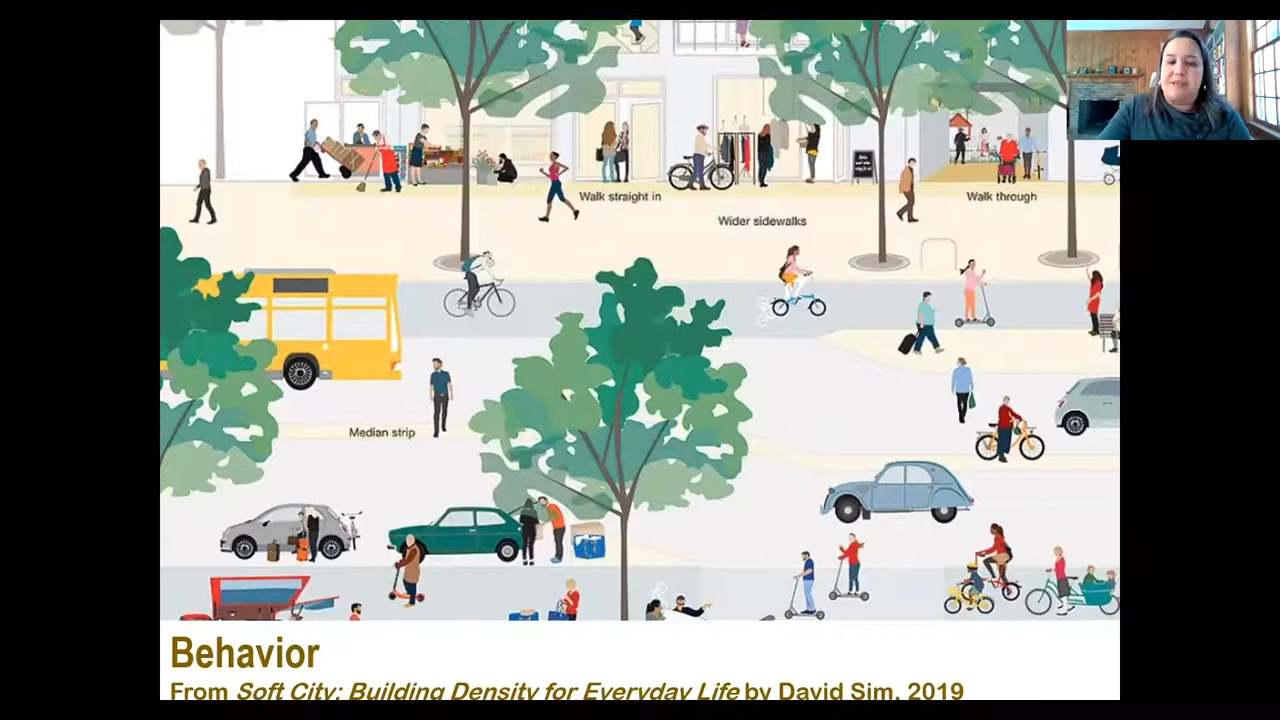 Walk straight in
Walk through
Wider sidewalks
Median strip
Behavior
From Soft City: Building Density for Everyday Life by David Sim, 2019